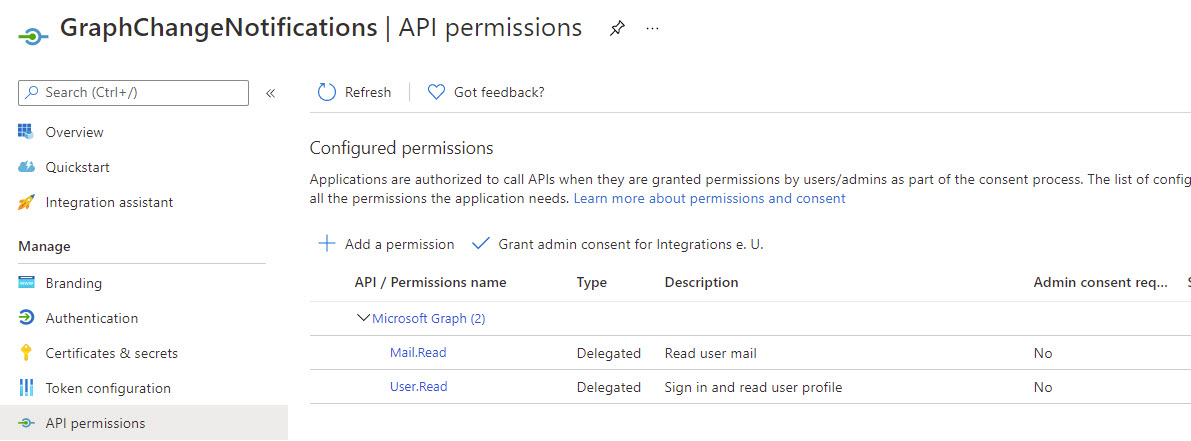 GraphChangeNotifications | API permissions ...
Search (Ctrl+/) «
Refresh Got feedback?
Overview
Quickstart
Integration assistant
Manage
Branding
Authentication
Certificates & secrets
Token configuration
API permissions
Configured permissions
Applications are authorized to call APIs when they are granted permissions by users/admins as part of the consent process. The list of config
all the permissions the application needs. Learn more about permissions and consent
Add a permission Grant admin consent for Integrations e. U.
API / Permissions name Type Description Admin consent req... S
Microsoft Graph (2)
Mail.Read Delegated Read user mail No
User.Read Delegated Sign in and read user profile No